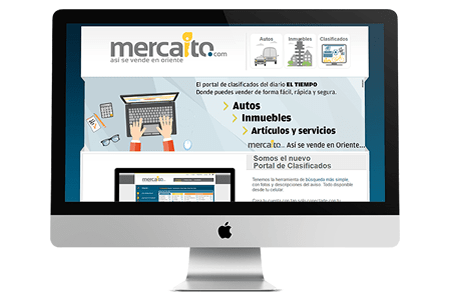 mercaito.com
así se vende en oriente
Autos
Inmuebles
Clasificados
El portal de clasificados del diario EL TIEMPO
Donde puedes vender de forma fácil, rápida y segura.
Autos
Inmuebles
Artículos y servicios
mercaito. Así se vende en Oriente...
Somos el nuevo
Portal de Clasificados
Tenemos la herramienta de búsqueda más simple,
con fotos y descripciones del aviso. Todo disponible
desde tu celular.